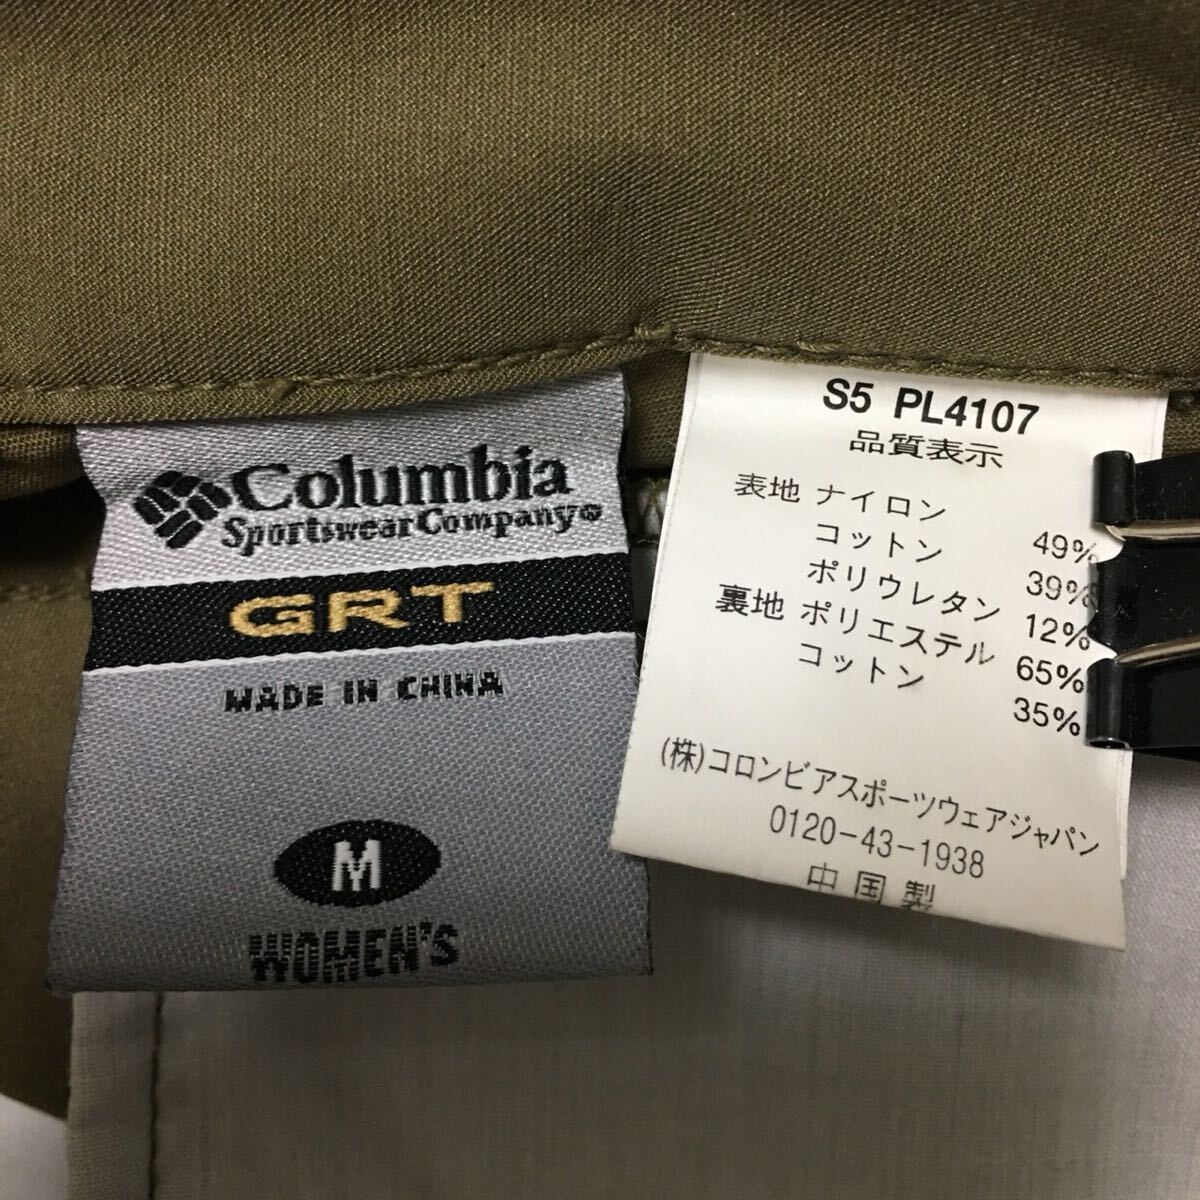 Columbia
Sportswear Company®
GRT
MADE IN CHINA
M
WOMEN'S
S5 PL4107
品質表示
表地 ナイロン 49%
コットン 39%
ポリウレタン 12%
裏地 ポリエステル 65%
コットン 35%
(株)コロンビアスポーツウェアジャパン
0120-43-1938
中国製